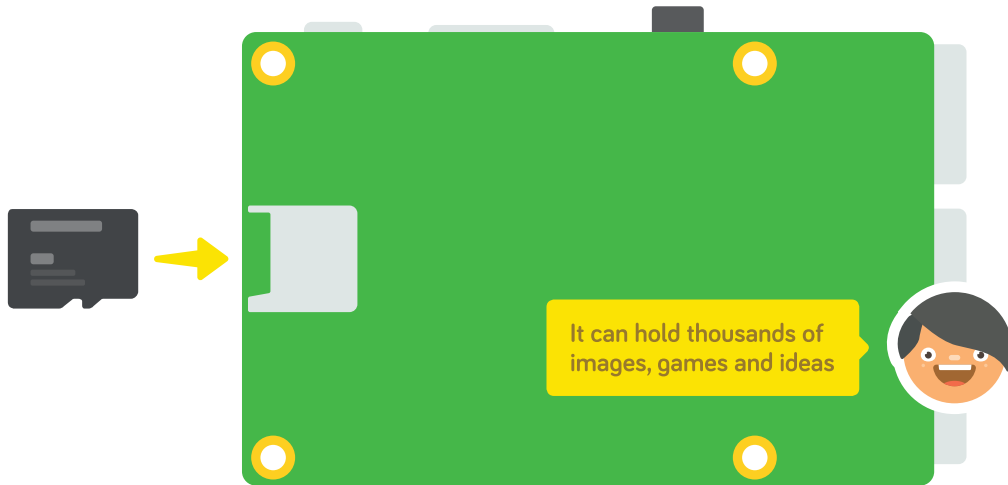 It can hold thousands of
images, games and ideas